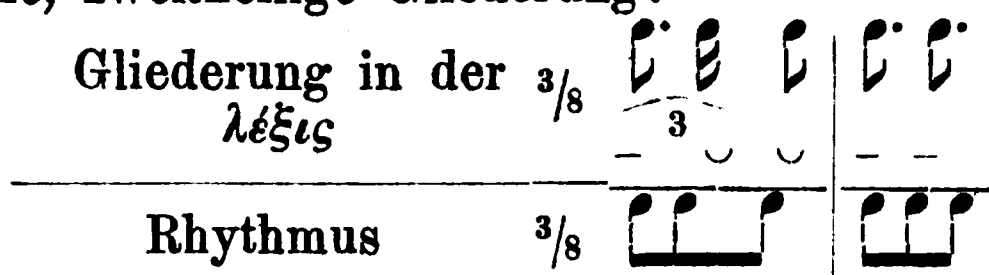 Gliederung in der 3/8
λέξις
3
Rhythmus 3/8